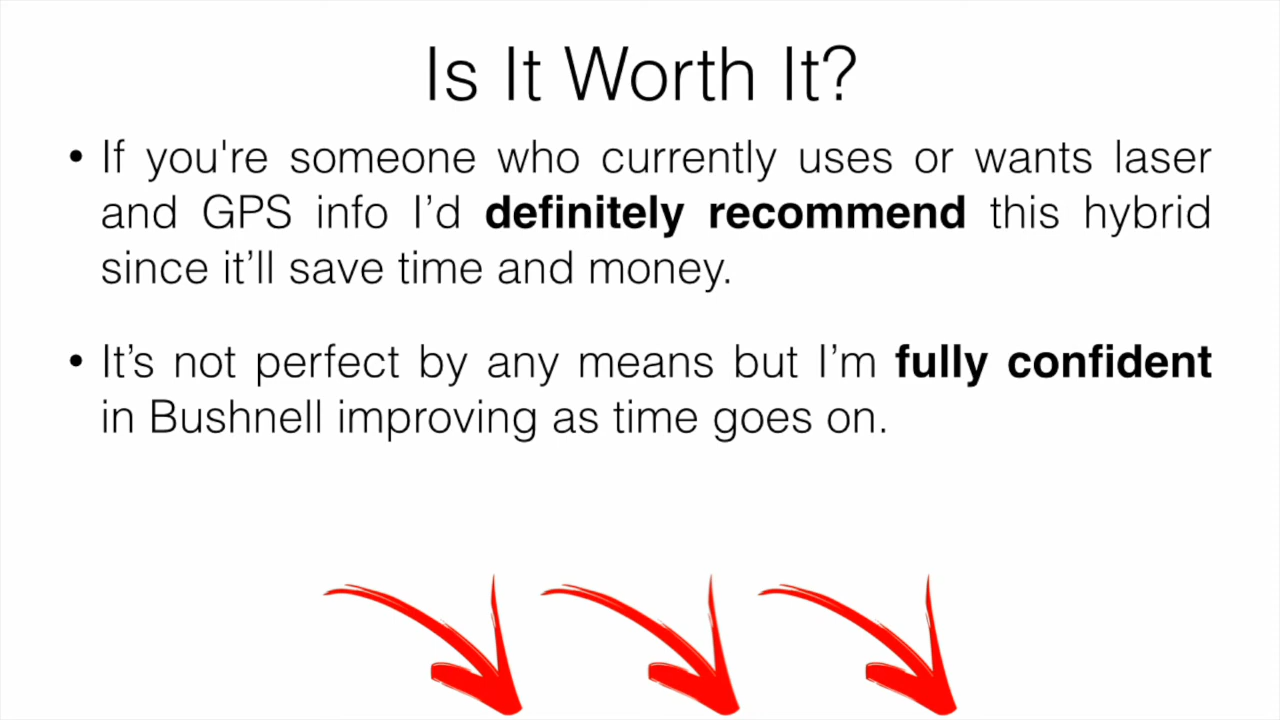 Is It Worth It?
• If you're someone who currently uses or wants laser
and GPS info I’d definitely recommend this hybrid
since it’ll save time and money.
• It’s not perfect by any means but I’m fully confident
in Bushnell improving as time goes on.